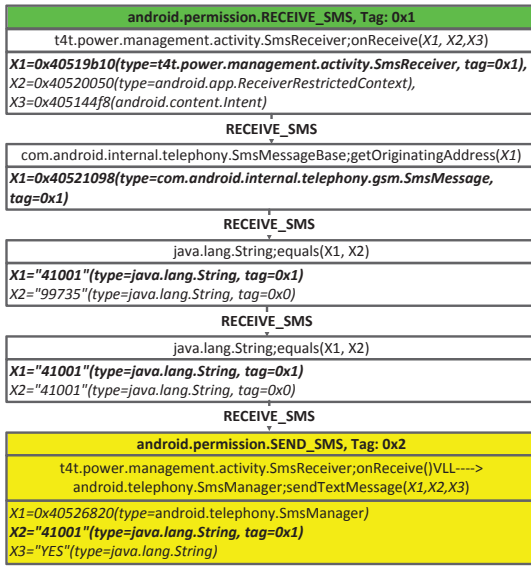 android.permission.RECEIVE_SMS, Tag: 0x1
t4t.power.management.activity.SmsReceiver;onReceive(X1, X2,X3)
X1=0x40519b10(type=t4t.power.management.activity.SmsReceiver, tag=0x1),
X2=0x40520050(type=android.app.ReceiverRestrictedContext),
X3=0x405144f8(android.content.Intent)
RECEIVE_SMS
com.android.internal.telephony.SmsMessageBase;getOriginatingAddress(X1)
X1=0x40521098(type=com.android.internal.telephony.gsm.SmsMessage,
tag=0x1)
RECEIVE_SMS
java.lang.String;equals(X1, X2)
X1="41001"(type=java.lang.String, tag=0x1)
X2="99735"(type=java.lang.String, tag=0x0)
RECEIVE_SMS
java.lang.String;equals(X1, X2)
X1="41001"(type=java.lang.String, tag=0x1)
X2="41001"(type=java.lang.String, tag=0x0)
RECEIVE_SMS
android.permission.SEND_SMS, Tag: 0x2
t4t.power.management.activity.SmsReceiver;onReceive()VLL---->
android.telephony.SmsManager;sendTextMessage(X1,X2,X3)
X1=0x40526820(type=android.telephony.SmsManager)
X2="41001"(type=java.lang.String, tag=0x1)
X3="YES"(type=java.lang.String)